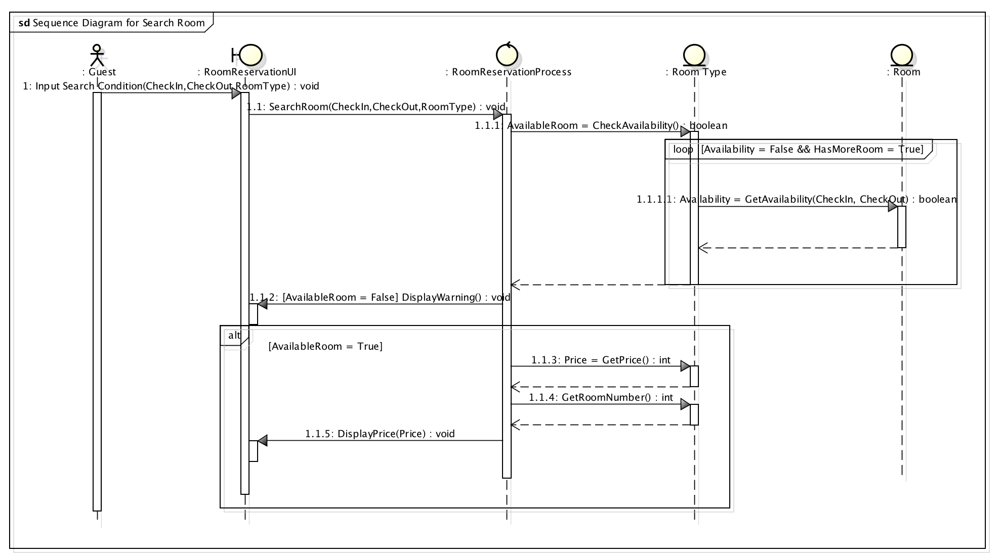 sd Sequence Diagram for Search Room
: Guest
: RoomReservationUI
: RoomReservationProcess
: Room Type
: Room
1: Input Search Condition(CheckIn,CheckOut,RoomType) : void
1.1: SearchRoom(CheckIn,CheckOut,RoomType) : void
1.1.1: AvailableRoom = CheckAvailability() : boolean
loop [Availability = False && HasMoreRoom = True]
1.1.1.1: Availability = GetAvailability(CheckIn, CheckOut) : boolean
1.1.2: [AvailableRoom = False] DisplayWarning() : void
alt
[AvailableRoom = True]
1.1.3: Price = GetPrice() : int
1.1.4: GetRoomNumber() : int
1.1.5: DisplayPrice(Price) : void